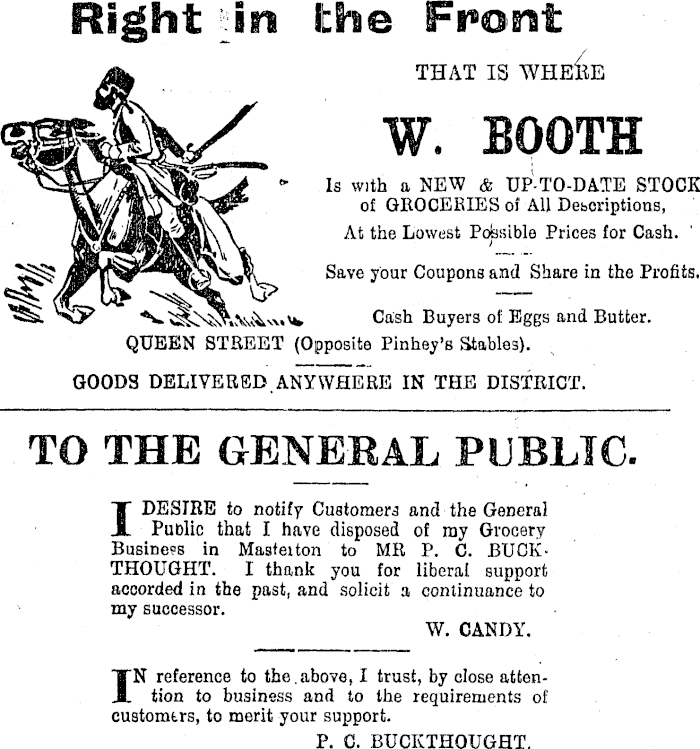 Right in the Front
THAT IS WHERE
W. BOOTH
Is with a NEW & UP-TO-DATE STOCK
of GROCERIES of All Descriptions,
At the Lowest Possible Prices for Cash.
Save your Coupons and Share in the Profits.
Cash Buyers of Eggs and Butter.
QUEEN STREET (Opposite Pinhey's Stables).
GOODS DELIVERED ANYWHERE IN THE DISTRICT.
TO THE GENERAL PUBLIC.
I DESIRE to notify Customers and the General
Public that I have disposed of my Grocery
Business in Masterton to MR P. C. BUCK-
THOUGHT. I thank you for liberal support
accorded in the past, and solicit a continuance to
my successor.
W. CANDY.
IN reference to the above, I trust, by close atten-
tion to business and to the requirements of
customers, to merit your support.
P. C. BUCKTHOUGHT.